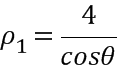 ρ₁ = 4/cosθ